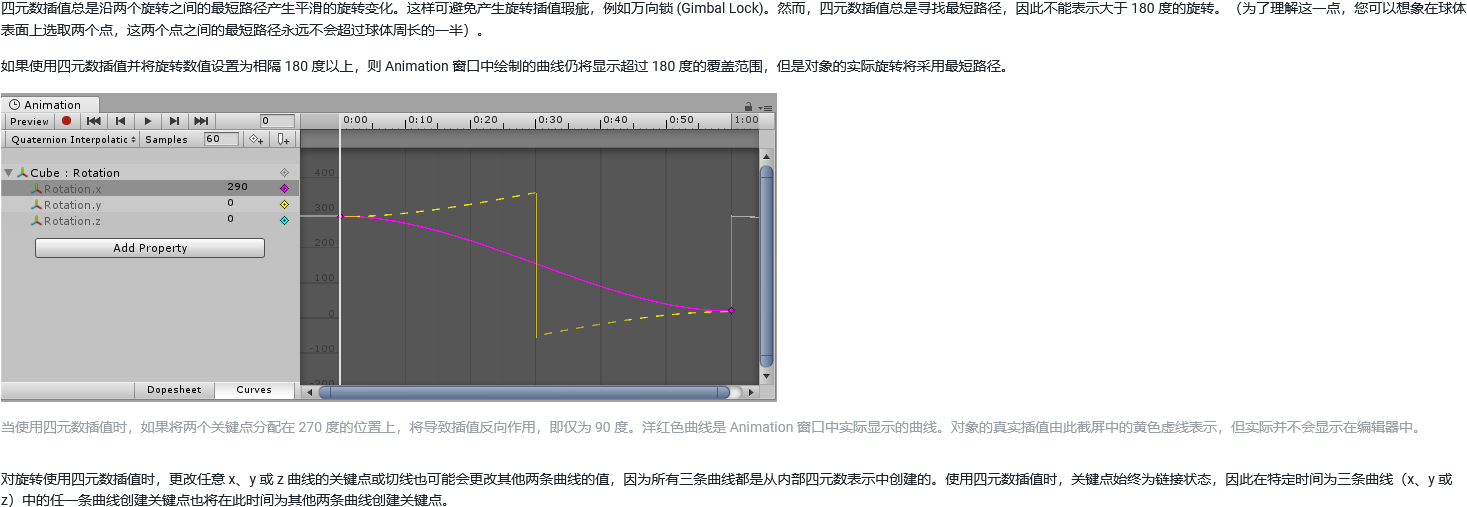 四元数插值总是沿两个旋转之间的最短路径产生平滑的旋转变化。这样可避免产生旋转插值瑕疵，例如万向锁 (Gimbal Lock)。然而，四元数插值总是寻找最短路径，因此不能表示大于 180 度的旋转。（为了理解这一点，您可以想象在球体
表面上选取两个点，这两个点之间的最短路径永远不会超过球体周长的一半）。
如果使用四元数插值并将旋转数值设置为相隔 180 度以上，则 Animation 窗口中绘制的曲线仍将显示超过 180 度的覆盖范围，但是对象的实际旋转将采用最短路径。
Animation
Preview 0 0:00 0:10 0:20 0:30 0:40 0:50 1:00
Quaternion Interpolatic Samples 60
Cube : Rotation
Rotation.x 290
Rotation.y 0
Rotation.z 0
Add Property
400
300
200
100
0
-100
-200
Dopesheet Curves
当使用四元数插值时，如果将两个关键点分配在 270 度的位置上，将导致插值反向作用，即仅为 90 度。洋红色曲线是 Animation 窗口中实际显示的曲线。对象的真实插值由此截屏中的黄色虚线表示，但实际并不会显示在编辑器中。
对旋转使用四元数插值时，更改任意 x、y 或 z 曲线的关键点或切线也可能会更改其他两条曲线的值，因为所有三条曲线都是从内部四元数表示中创建的。使用四元数插值时，关键点始终为链接状态，因此在特定时间为三条曲线（x、y 或
z）中的任一条曲线创建关键点也将在此时间为其他两条曲线创建关键点。